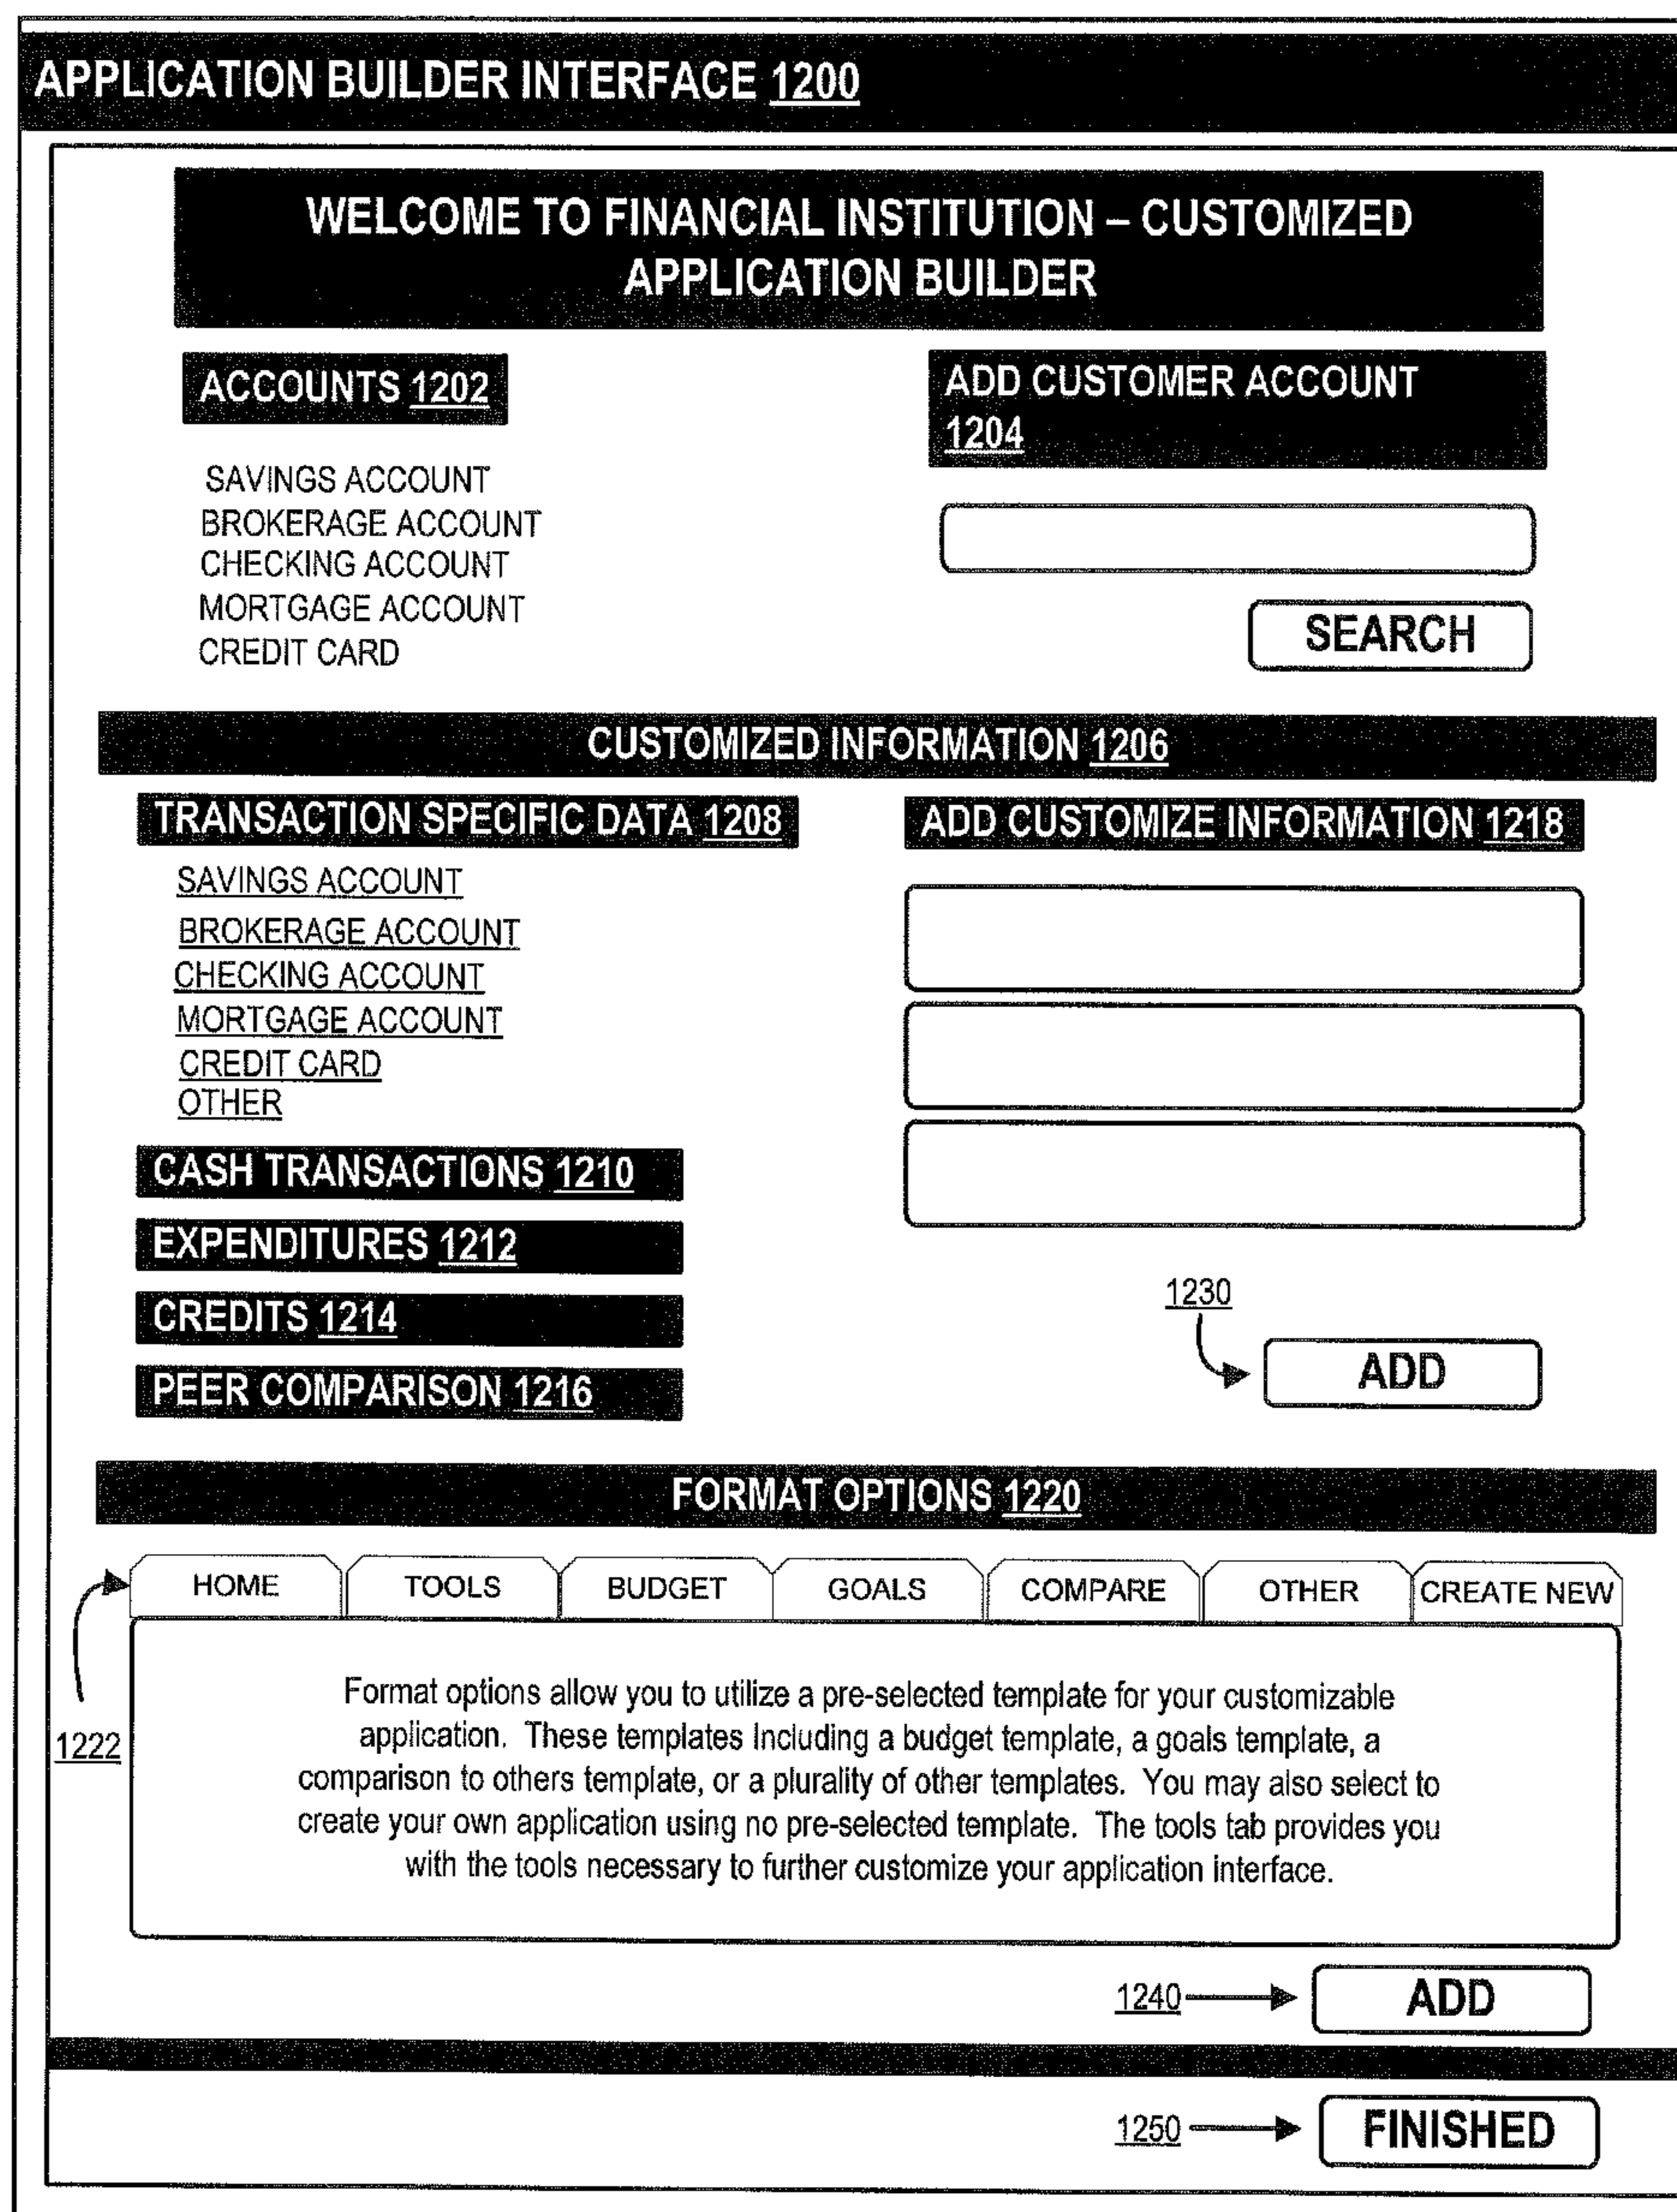 APPLICATION BUILDER INTERFACE 1200
WELCOME TO FINANCIAL INSTITUTION – CUSTOMIZED
APPLICATION BUILDER
ACCOUNTS 1202
SAVINGS ACCOUNT
BROKERAGE ACCOUNT
CHECKING ACCOUNT
MORTGAGE ACCOUNT
CREDIT CARD
ADD CUSTOMER ACCOUNT
1204
SEARCH
CUSTOMIZED INFORMATION 1206
TRANSACTION SPECIFIC DATA 1208
SAVINGS ACCOUNT
BROKERAGE ACCOUNT
CHECKING ACCOUNT
MORTGAGE ACCOUNT
CREDIT CARD
OTHER
CASH TRANSACTIONS 1210
EXPENDITURES 1212
CREDITS 1214
PEER COMPARISON 1216
ADD CUSTOMIZE INFORMATION 1218
1230
ADD
FORMAT OPTIONS 1220
HOME TOOLS BUDGET GOALS COMPARE OTHER CREATE NEW
1222
Format options allow you to utilize a pre-selected template for your customizable
application. These templates Including a budget template, a goals template, a
comparison to others template, or a plurality of other templates. You may also select to
create your own application using no pre-selected template. The tools tab provides you
with the tools necessary to further customize your application interface.
1240 ADD
1250 FINISHED